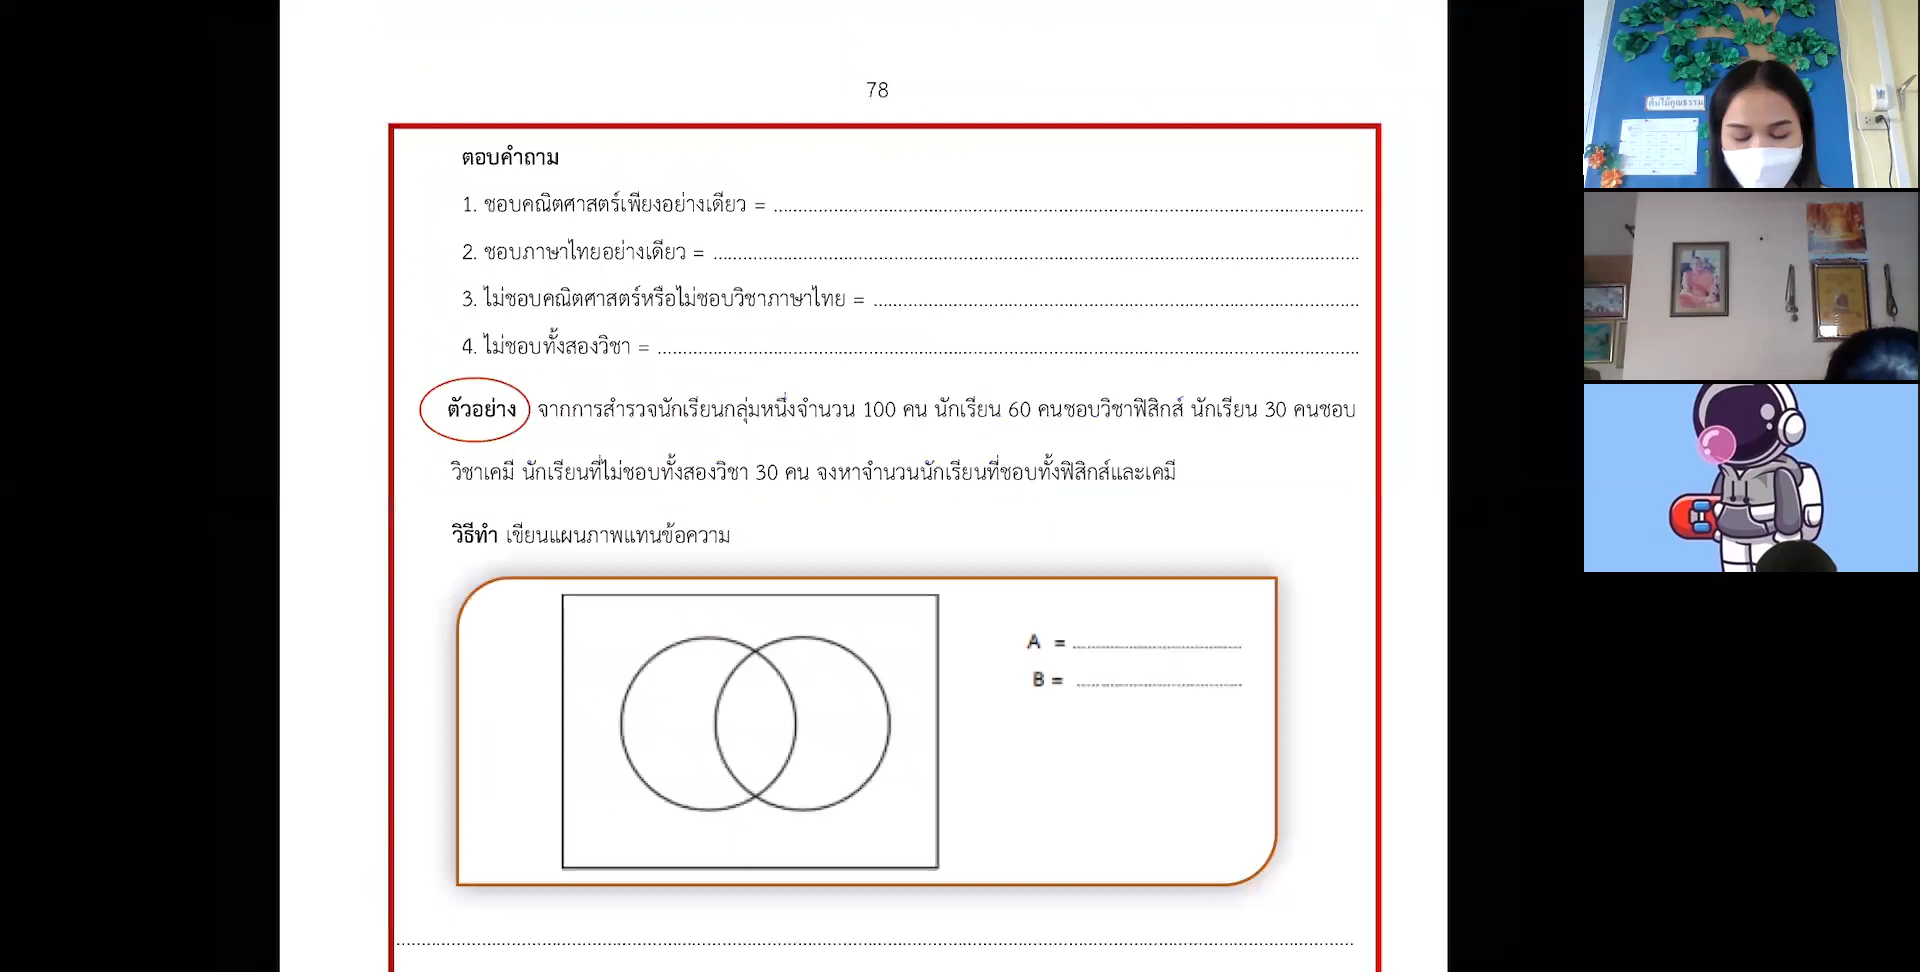 78
ตอบคำถาม
1. ชอบคณิตศาสตร์เพียงอย่างเดียว = ........................
2. ชอบภาษาไทยอย่างเดียว = ........................
3. ไม่ชอบคณิตศาสตร์หรือไม่ชอบวิชาภาษาไทย = ........................
4. ไม่ชอบทั้งสองวิชา = ........................
ตัวอย่าง จากการสำรวจนักเรียนกลุ่มหนึ่งจำนวน 100 คน นักเรียน 60 คนชอบวิชาฟิสิกส์ นักเรียน 30 คนชอบ
วิชาเคมี นักเรียนที่ไม่ชอบทั้งสองวิชา 30 คน จงหาจำนวนนักเรียนที่ชอบทั้งฟิสิกส์และเคมี
วิธีทำ เขียนแผนภาพแทนข้อความ
A = ........................
B = ........................
ต้นไม้คุณธรรม